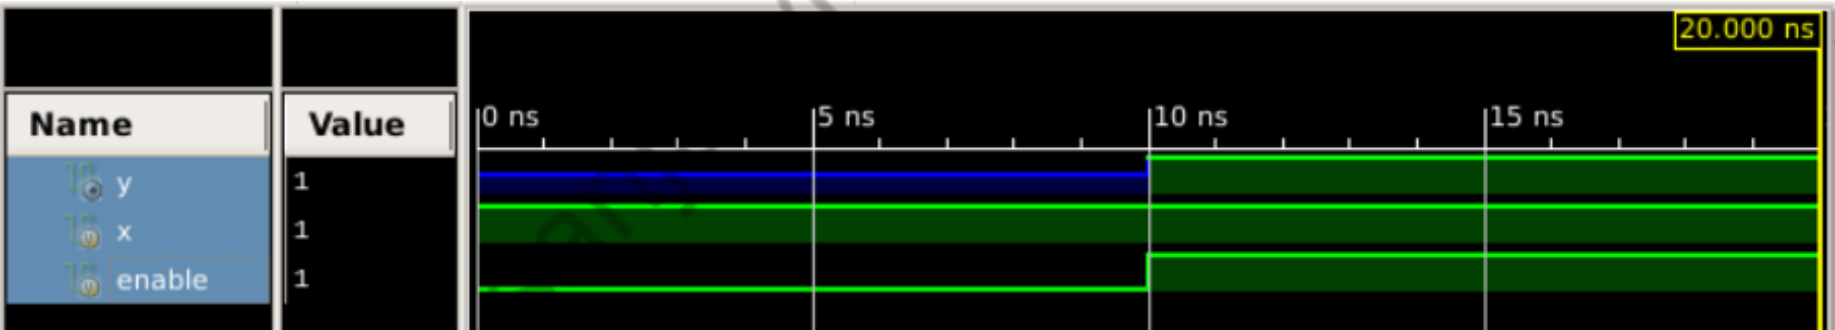 20.000 ns
Name Value
0 ns 5 ns 10 ns 15 ns
y 1
x 1
enable 1